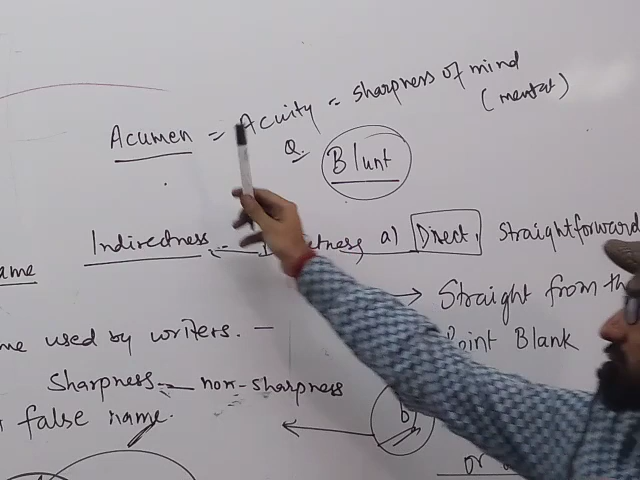 Acumen = Acuity = sharpness of mind
(mental)
Q. Blunt
Indirectness - a) Direct, straightforward
ame
Straight from th
me used by writers. - Point Blank
Sharpness - non-sharpness
b)
false name.
or